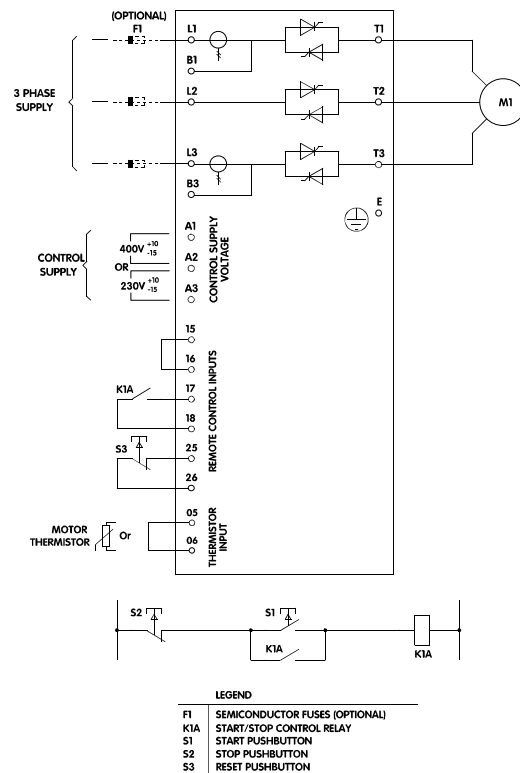 (OPTIONAL)
F1
L1
T1
B1
3 PHASE
SUPPLY
L2
T2
M1
L3
T3
B3
E
CONTROL
SUPPLY
400V +10 -15
OR
230V +10 -15
A1
A2
A3
CONTROL SUPPLY
VOLTAGE
15
16
K1A
17
18
S3
25
26
REMOTE CONTROL INPUTS
MOTOR
THERMISTOR
Or
05
06
THERMISTOR
INPUT
S2
S1
K1A
K1A
LEGEND
F1 SEMICONDUCTOR FUSES (OPTIONAL)
K1A START/STOP CONTROL RELAY
S1 START PUSHBUTTON
S2 STOP PUSHBUTTON
S3 RESET PUSHBUTTON